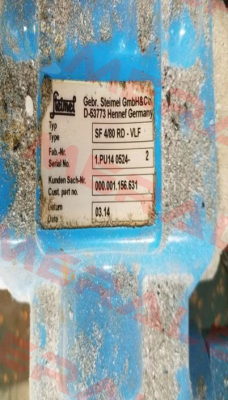 Steimel
Gebr. Steimel GmbH&Co
D-53773 Hennef Germany
Typ
Type SF 4/80 RD - VLF
Fab.-Nr.
Serial No. 1.PU14 0524- 2
Kunden Sach-Nr.
Cust. part no. 000.001.156.631
Datum
Date 03.14